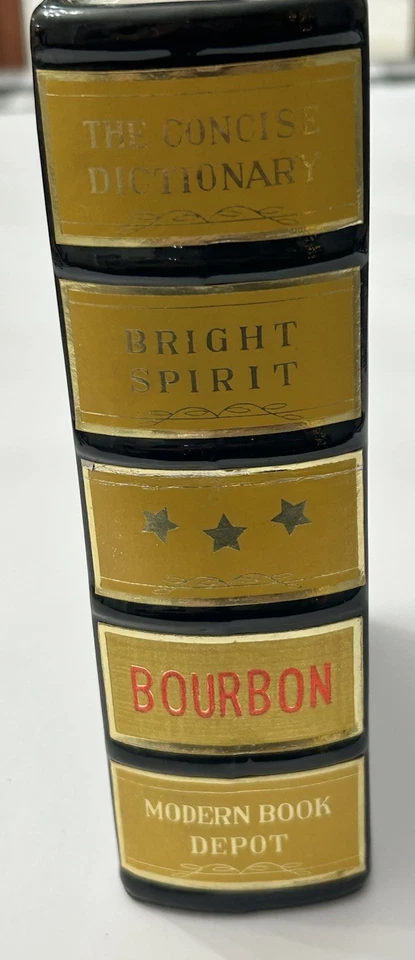 THE CONCISE
DICTIONARY
BRIGHT
SPIRIT
BOURBON
MODERN BOOK
DEPOT